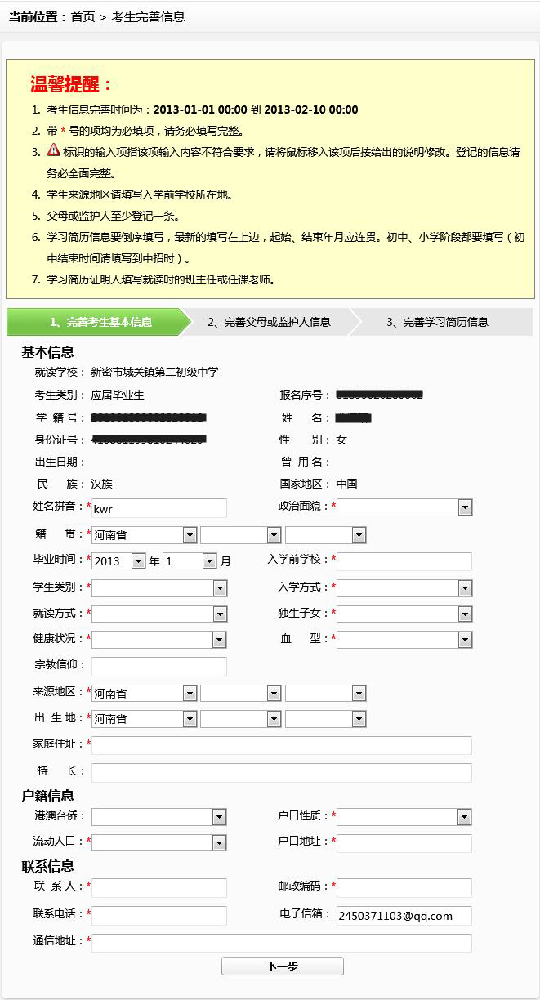 当前位置：首页 > 考生完善信息
温馨提醒：
1. 考生信息完善时间为：2013-01-01 00:00 到 2013-02-10 00:00
2. 带 * 号的项均为必填项，请务必填写完整。
3. 标识的输入项指该项输入内容不符合要求，请将鼠标移入该项后按给出的说明修改。登记的信息请
务必全面完整。
4. 学生来源地区请填写入学前学校所在地。
5. 父母或监护人至少登记一条。
6. 学习简历信息要倒序填写，最新的填写在上边，起始、结束年月应连贯。初中、小学阶段都要填写（初
中结束时间请填写到中招时）。
7. 学习简历证明人填写就读时的班主任或任课老师。
1、完善考生基本信息 2、完善父母或监护人信息 3、完善学习简历信息
基本信息
就读学校： 新密市城关镇第二初级中学
考生类别： 应届毕业生 报名序号：
学 籍 号： 姓 名：
身份证号： 性 别： 女
出生日期： 曾 用 名：
民 族： 汉族 国家地区： 中国
姓名拼音：* kwr 政治面貌：*
籍 贯：* 河南省
毕业时间：* 2013 年 1 月 入学前学校：*
学生类别：* 入学方式：*
就读方式：* 独生子女：*
健康状况：* 血 型：*
宗教信仰：
来源地区：* 河南省
出 生 地：* 河南省
家庭住址：*
特 长：
户籍信息
港澳台侨： 户口性质：*
流动人口：* 户口地址：*
联系信息
联 系 人：* 邮政编码：*
联系电话：* 电子信箱： 2450371103@qq.com
通信地址：*
下一步